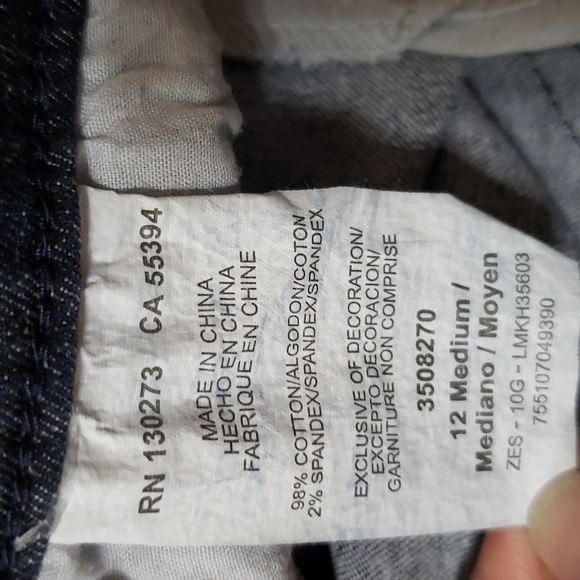 RN 130273 CA 55394
MADE IN CHINA
HECHO EN CHINA
FABRIQUE EN CHINE
98% COTTON/ALGODON/COTON
2% SPANDEX/SPANDEX/SPANDEX
EXCLUSIVE OF DECORATION/
EXCEPTO DECORACION/
GARNITURE NON COMPRISE
3508270
12 Medium /
Mediano / Moyen
ZES - 10G - LMKH35603
755107049390